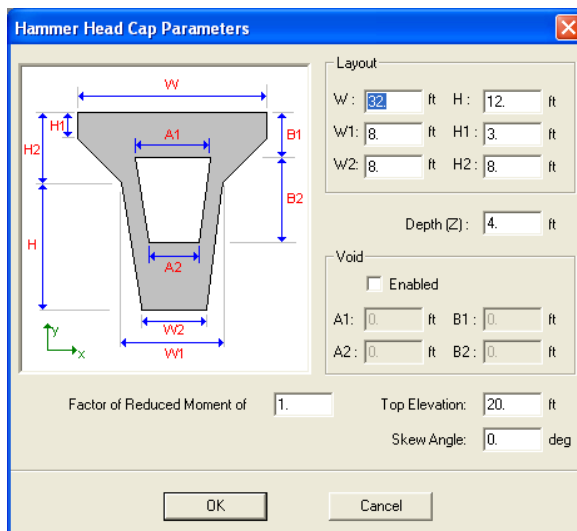 Hammer Head Cap Parameters
W
H1
H2
A1
B1
B2
H
A2
W2
W1
y
x
Layout
W : 32. ft H : 12. ft
W1: 8. ft H1: 3. ft
W2: 8. ft H2: 8. ft
Depth (Z) : 4. ft
Void
Enabled
A1: 0. ft B1: 0. ft
A2 : 0. ft B2 : 0. ft
Factor of Reduced Moment of 1. Top Elevation: 20. ft
Skew Angle: 0. deg
OK Cancel